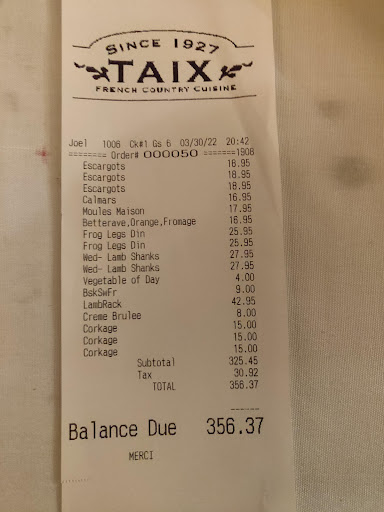 SINCE 1927
TAIX
FRENCH COUNTRY CUISINE
Joel 1006 Ck#1 Gs 6 03/30/22 20:42
======= Order# 000050 =======1908
Escargots 18.95
Escargots 18.95
Escargots 18.95
Calmars 16.95
Moules Maison 17.95
Betterave,Orange,Fromage 16.95
Frog Legs Din 25.95
Frog Legs Din 25.95
Wed- Lamb Shanks 27.95
Wed- Lamb Shanks 27.95
Vegetable of Day 4.00
BskSwFr 9.00
LambRack 42.95
Creme Brulee 8.00
Corkage 15.00
Corkage 15.00
Corkage 15.00
Subtotal 325.45
Tax 30.92
TOTAL 356.37
Balance Due 356.37
MERCI